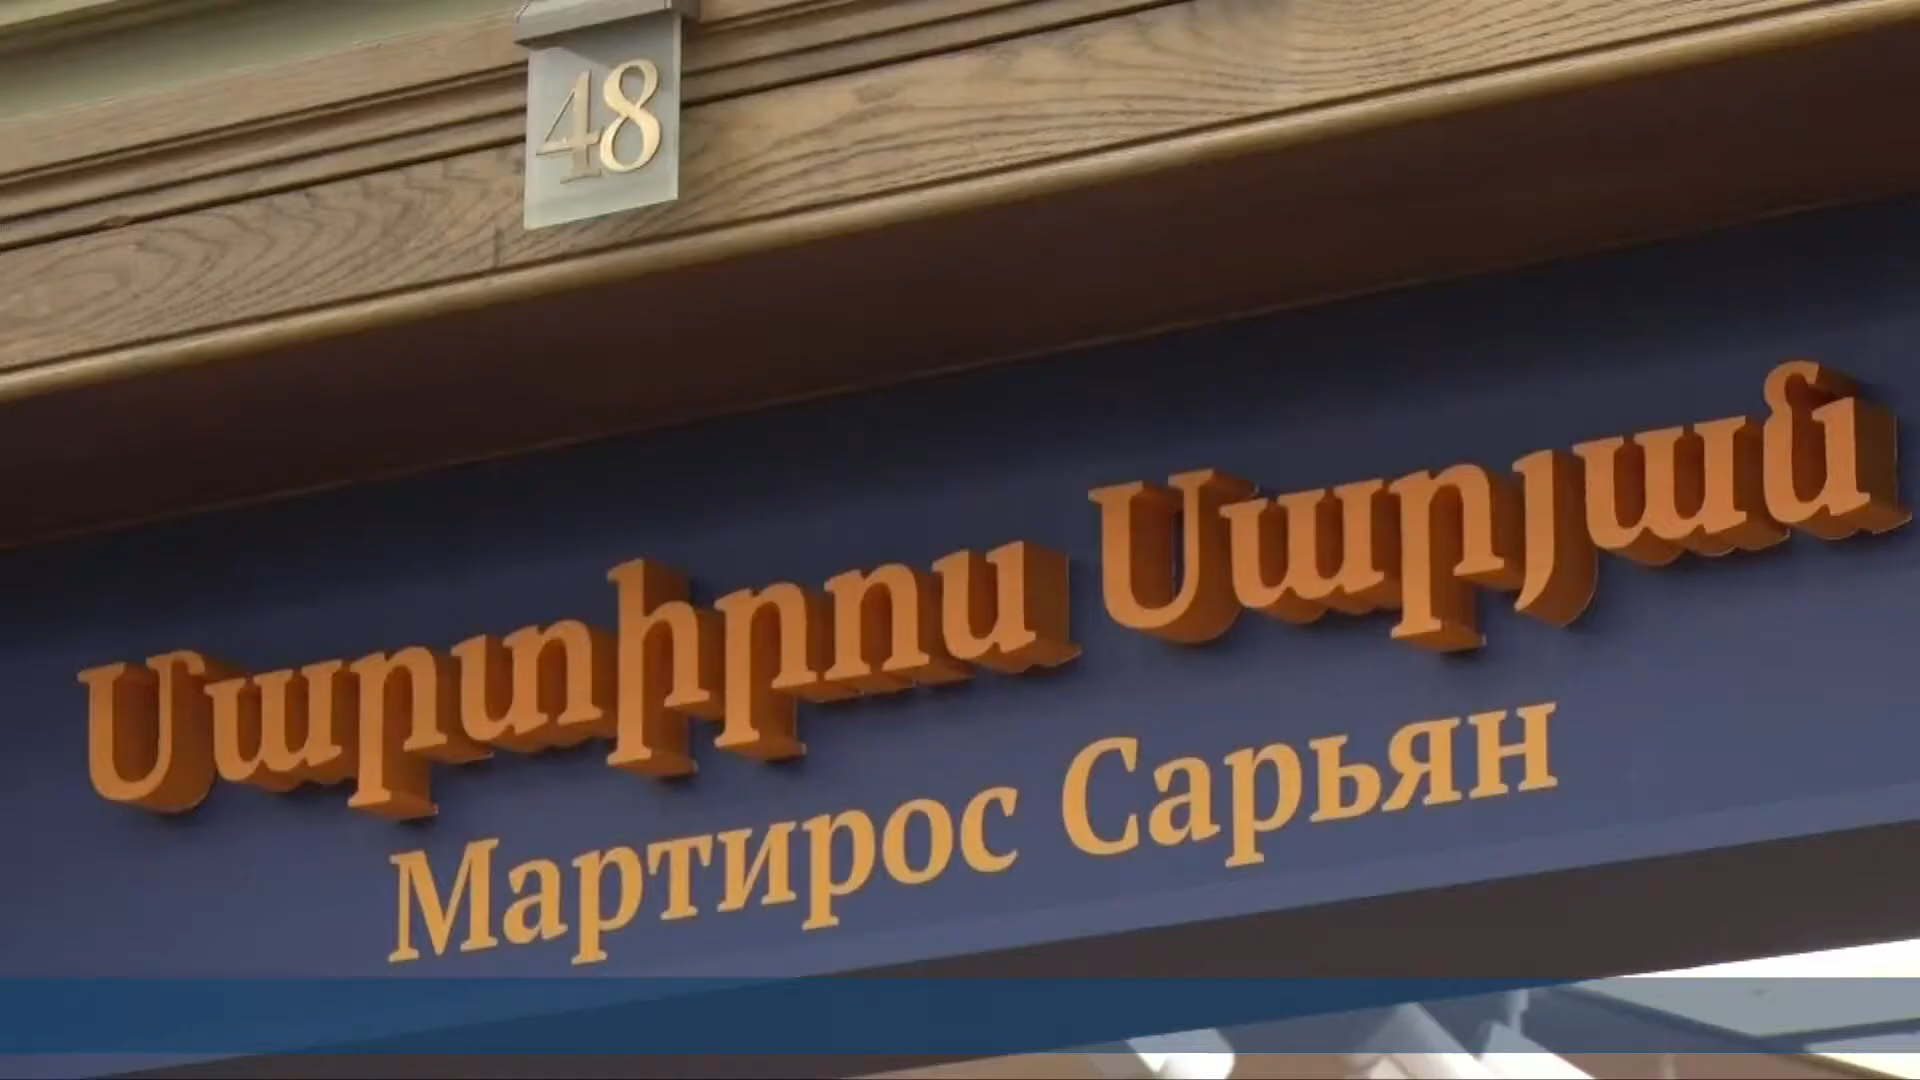 48
Մարտիրոս Սարյան
Мартирос Сарьян